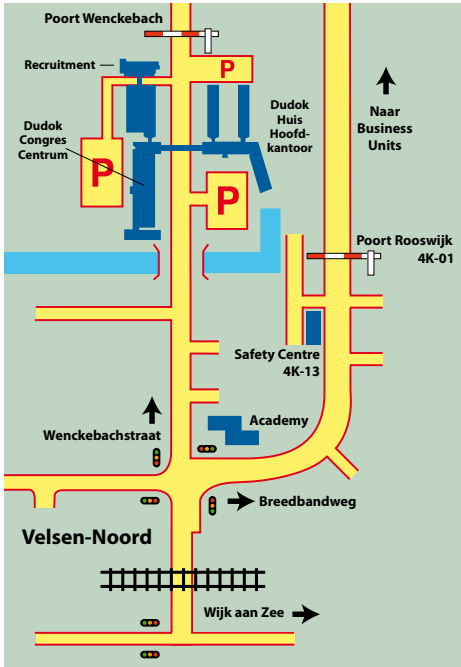 Poort Wenckebach
Recruitment
P
Dudok
Huis
Hoofd-
kantoor
Naar
Business
Units
Dudok
Congres
Centrum
P
P
Poort Rooswijk
4K-01
Safety Centre
4K-13
Academy
Wenckebachstraat
Breedbandweg
Velsen-Noord
Wijk aan Zee